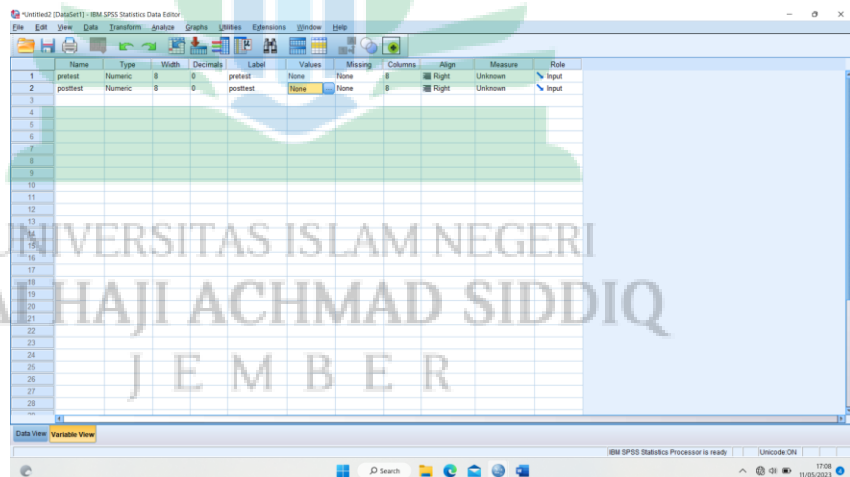 *Untitled2 [DataSet1] - IBM SPSS Statistics Data Editor
File Edit View Data Transform Analyze Graphs Utilities Extensions Window Help
Name Type Width Decimals Label Values Missing Columns Align Measure Role
1 pretest Numeric 8 0 pretest None None 8 Right Unknown Input
2 posttest Numeric 8 0 posttest None None 8 Right Unknown Input
3
4
5
6
7
8
9
10
11
12
13
14
15
16
17
18
19
20
21
22
23
24
25
26
27
28
UNIVERSITAS ISLAM NEGERI
HAJI ACHMAD SIDDIQ
JEMBER
Data View Variable View
IBM SPSS Statistics Processor is ready Unicode:ON
Search
17:08
11/05/2023